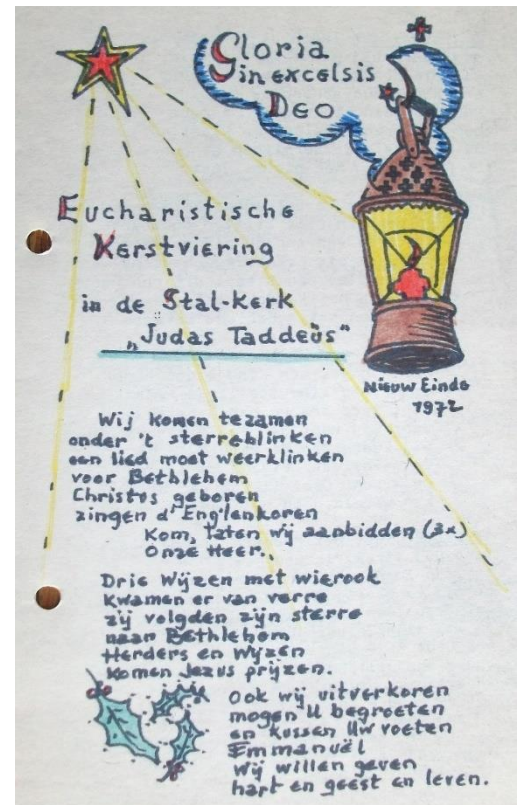 Gloria
in excelsis
Deo
Eucharistische
Kerstviering
in de Stal-kerk
„Judas Taddeüs"
Nieuw Einde
1972
Wij komen tezamen
onder 't sterreblinken
een lied moet weerklinken
voor Bethlehem
Christus geboren
zingen d'Englenkoren
Kom, laten wij aanbidden (3x)
Onze Heer.
Drie Wijzen met wierook
kwamen er van verre
zij volgden zijn sterre
naar Bethlehem
Herders en Wijzen
komen Jezus prijzen.
Ook wij uitverkoren
mogen U begroeten
en kussen Uw voeten
Emmanuël
Wij willen geven
hart en geest en leven.